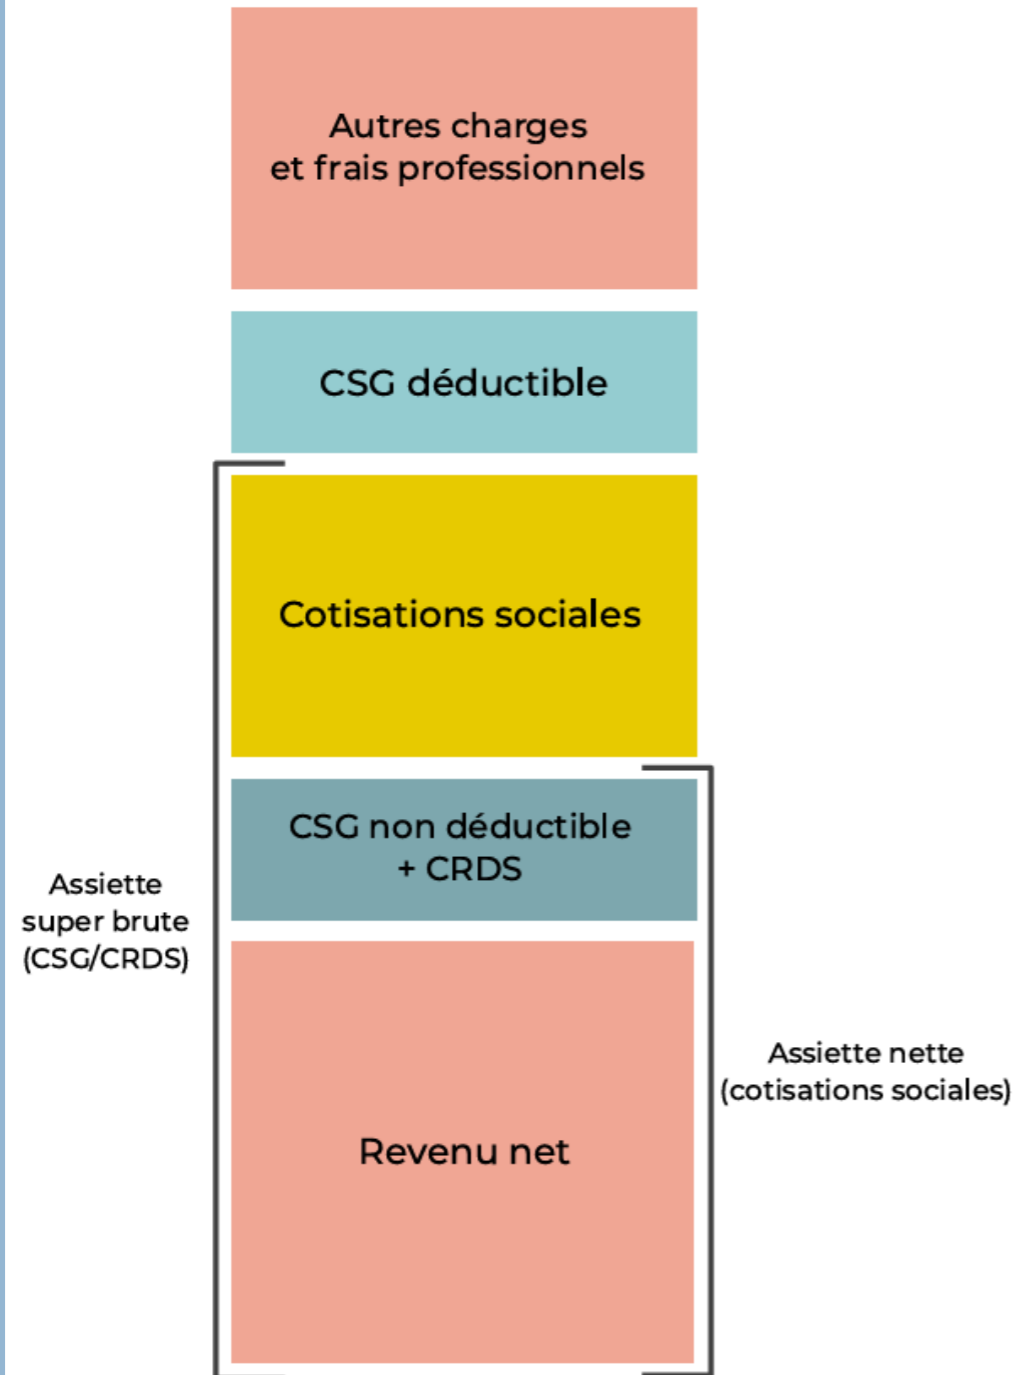 Autres charges
et frais professionnels
CSG déductible
Cotisations sociales
CSG non déductible
+ CRDS
Assiette
super brute
(CSG/CRDS)
Assiette nette
(cotisations sociales)
Revenu net